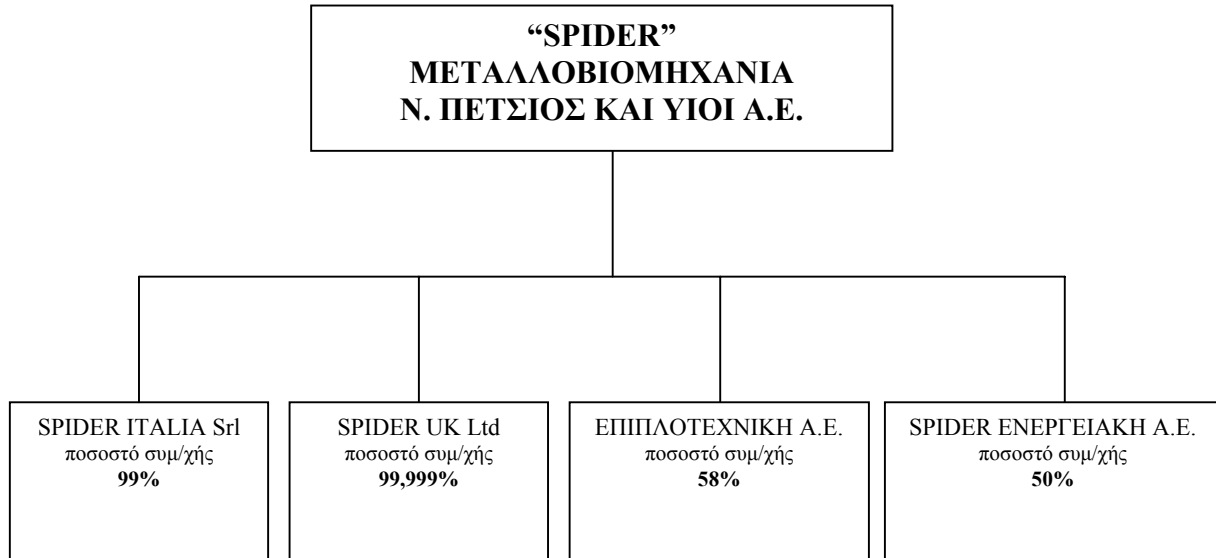 “SPIDER”
ΜΕΤΑΛΛΟΒΙΟΜΗΧΑΝΙΑ
Ν. ΠΕΤΣΙΟΣ ΚΑΙ ΥΙΟΙ Α.Ε.
SPIDER ITALIA Srl
ποσοστό συμ/χής
99%
SPIDER UK Ltd
ποσοστό συμ/χής
99,999%
ΕΠΙΠΛΟΤΕΧΝΙΚΗ Α.Ε.
ποσοστό συμ/χής
58%
SPIDER ΕΝΕΡΓΕΙΑΚΗ Α.Ε.
ποσοστό συμ/χής
50%